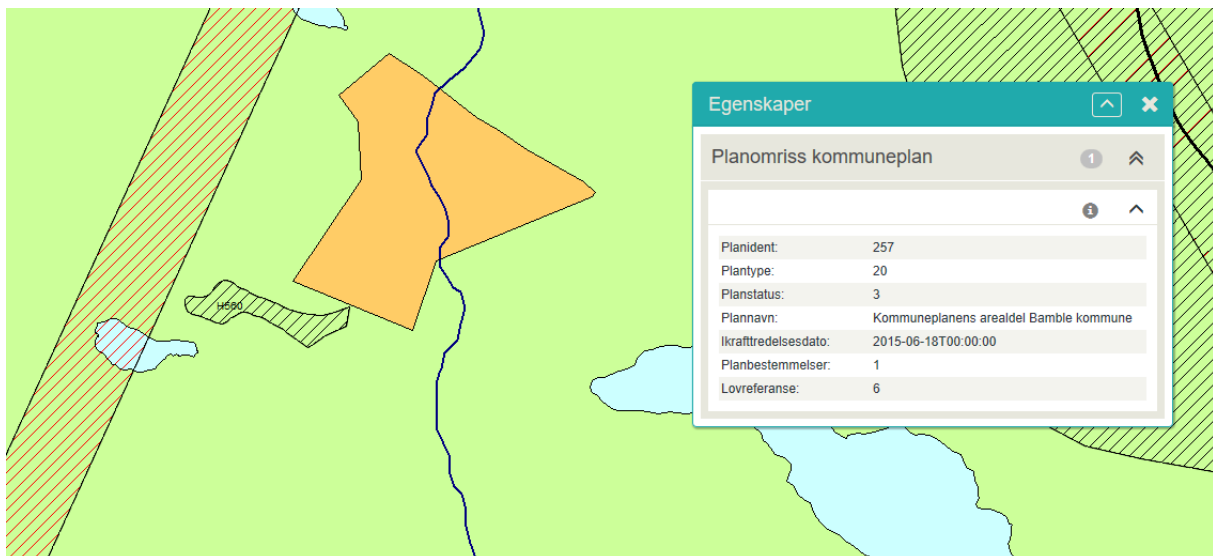 Egenskaper
Planomriss kommuneplan 1
Planident: 257
Plantype: 20
Planstatus: 3
Plannavn: Kommuneplanens arealdel Bamble kommune
Ikrafttredelsesdato: 2015-06-18T00:00:00
Planbestemmelser: 1
Lovreferanse: 6
H560